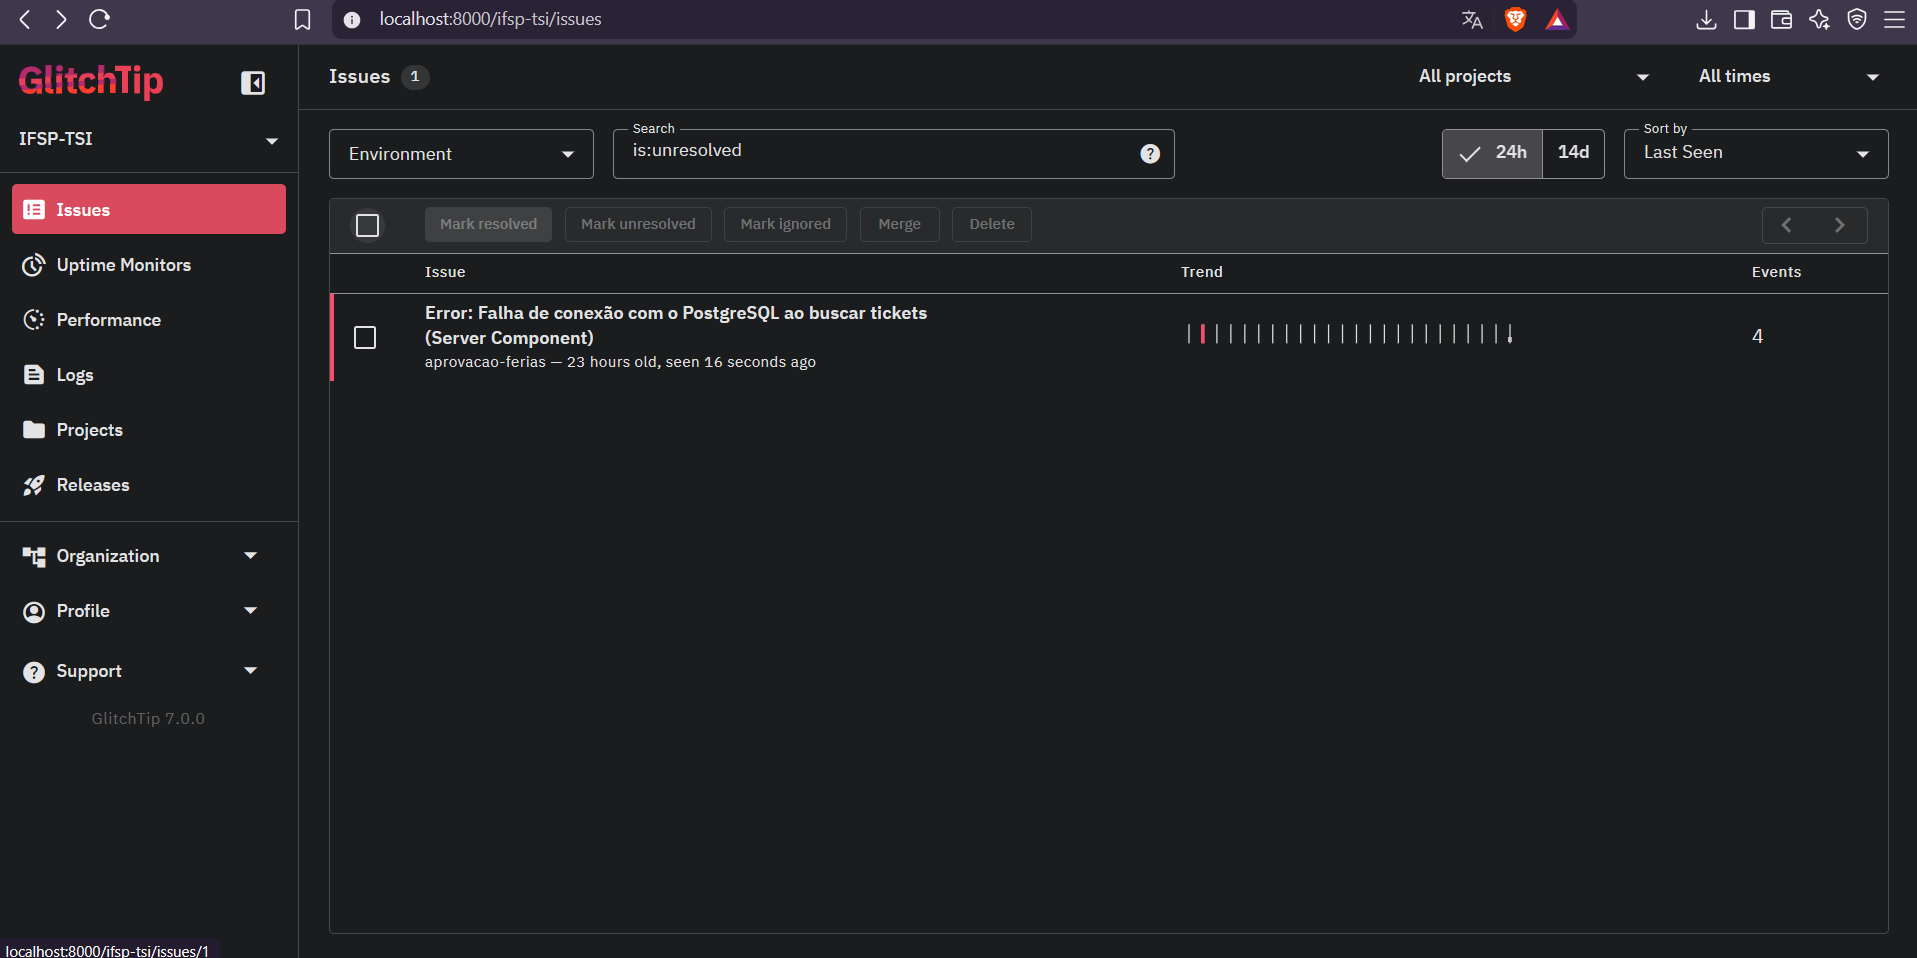 localhost:8000/ifsp-tsi/issues
GlitchTip
IFSP-TSI
Issues
Uptime Monitors
Performance
Logs
Projects
Releases
Organization
Profile
Support
GlitchTip 7.0.0
Issues 1
All projects
All times
Environment
Search
is:unresolved
24h
14d
Sort by
Last Seen
Mark resolved
Mark unresolved
Mark ignored
Merge
Delete
Issue
Trend
Events
Error: Falha de conexão com o PostgreSQL ao buscar tickets
(Server Component)
aprovacao-ferias — 23 hours old, seen 16 seconds ago
4
localhost:8000/ifsp-tsi/issues/1